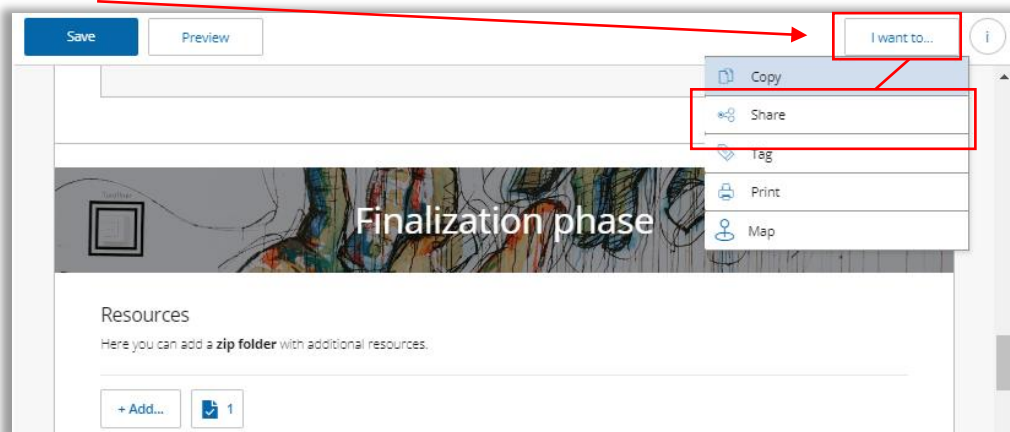 Save
Preview
I want to...
i
Copy
Share
Tag
Print
Map
Finalization phase
Resources
Here you can add a zip folder with additional resources.
+ Add...
1